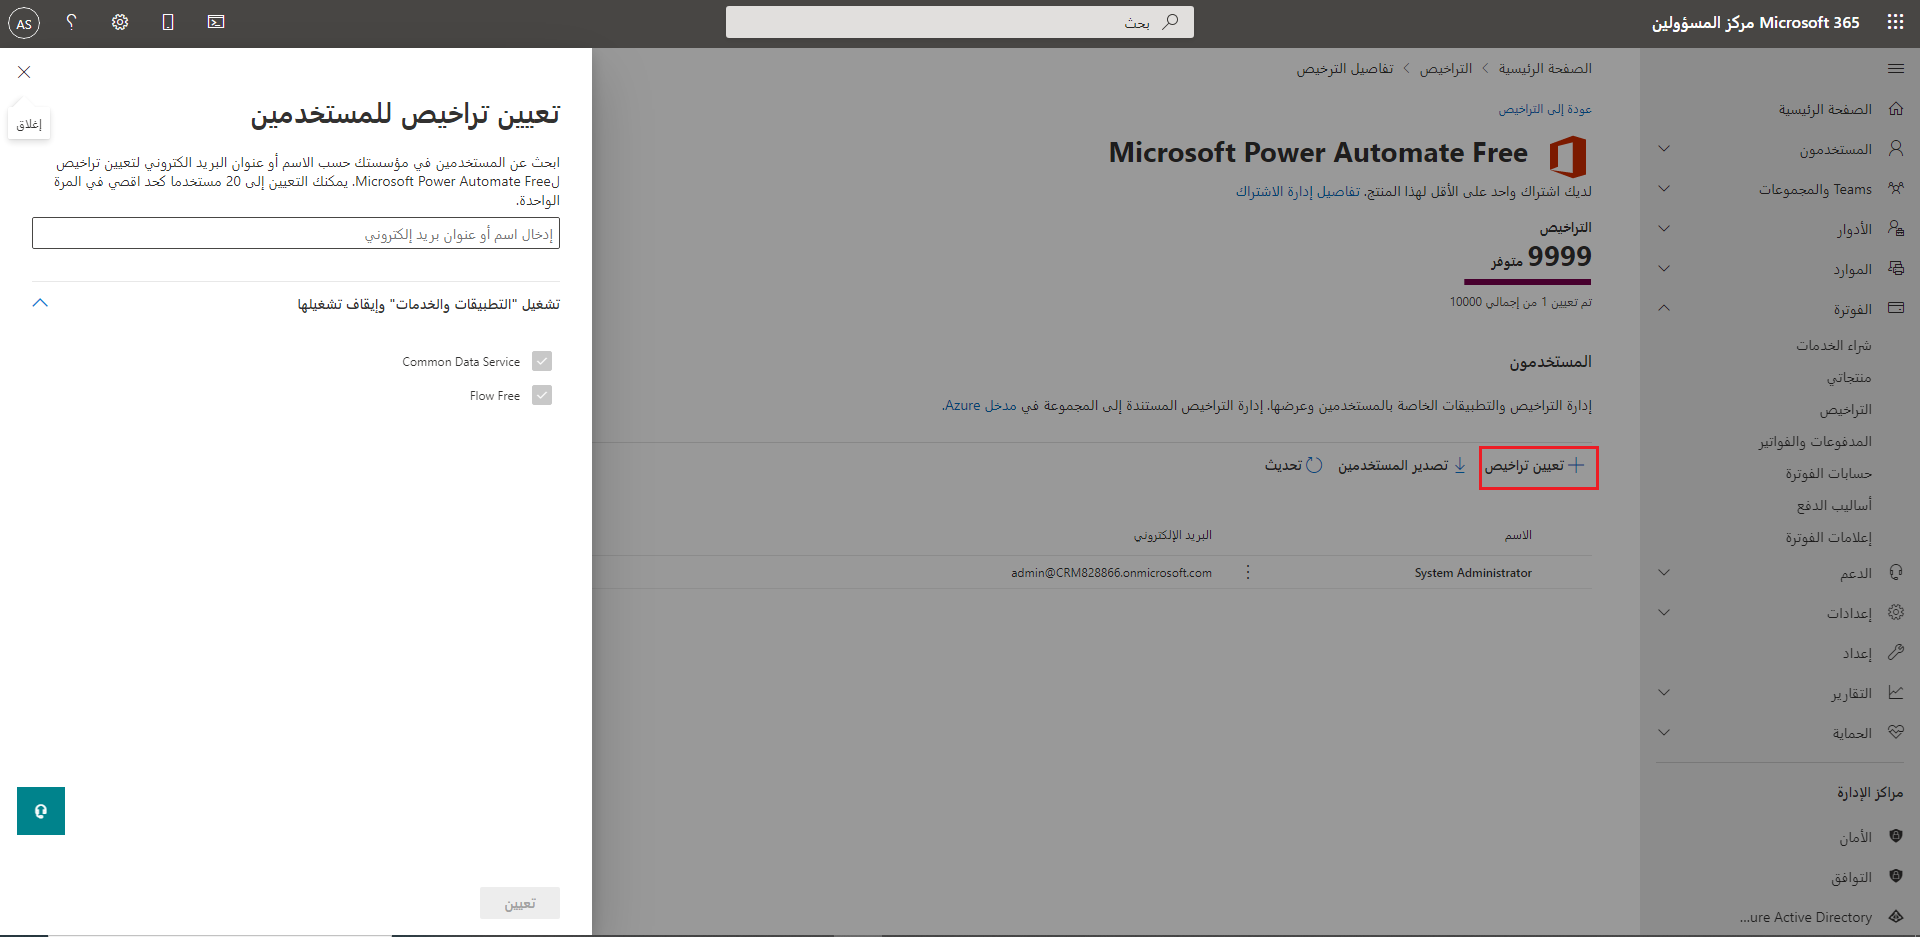 Microsoft 365 مركز المسؤولين
بحث
AS
الصفحة الرئيسية
المستخدمون
Teams والمجموعات
الأدوار
الموارد
الفوترة
شراء الخدمات
منتجاتي
التراخيص
المدفوعات والفواتير
حسابات الفوترة
أساليب الدفع
إعلامات الفوترة
الدعم
إعدادات
إعداد
التقارير
الحماية
مراكز الإدارة
الأمان
التوافق
...ure Active Directory
الصفحة الرئيسية
التراخيص
تفاصيل الترخيص
عودة إلى التراخيص
Microsoft Power Automate Free
لديك اشتراك واحد على الأقل لهذا المنتج. تفاصيل إدارة الاشتراك
التراخيص
9999 متوفر
تم تعيين 1 من إجمالي 10000
المستخدمون
إدارة التراخيص والتطبيقات الخاصة بالمستخدمين وعرضها. إدارة التراخيص المستندة إلى المجموعة في مدخل Azure.
تعيين تراخيص
تصدير المستخدمين
تحديث
الاسم
البريد الإلكتروني
System Administrator
admin@CRM828866.onmicrosoft.com
إغلاق
تعيين تراخيص للمستخدمين
ابحث عن المستخدمين في مؤسستك حسب الاسم أو عنوان البريد الكتروني لتعيين تراخيص
لMicrosoft Power Automate Free. يمكنك التعيين إلى 20 مستخدما كحد اقصي في المرة
الواحدة.
إدخال اسم أو عنوان بريد إلكتروني
تشغيل "التطبيقات والخدمات" وإيقاف تشغيلها
Common Data Service
Flow Free
تعيين